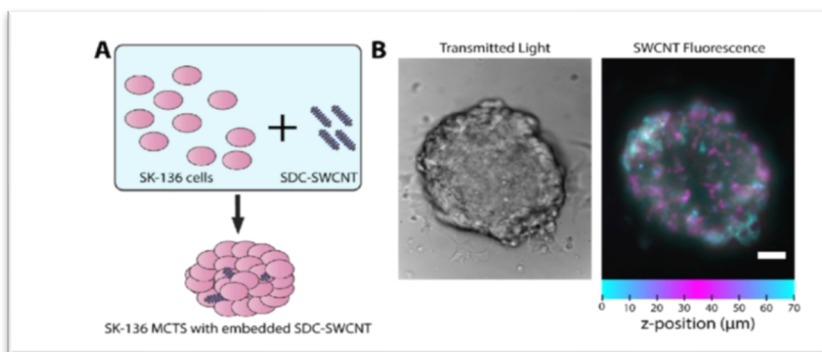 A
SK-136 cells
+
SDC-SWCNT
SK-136 MCTS with embedded SDC-SWCNT
B
Transmitted Light
SWCNT Fluorescence
0 10 20 30 40 50 60 70
z-position (μm)